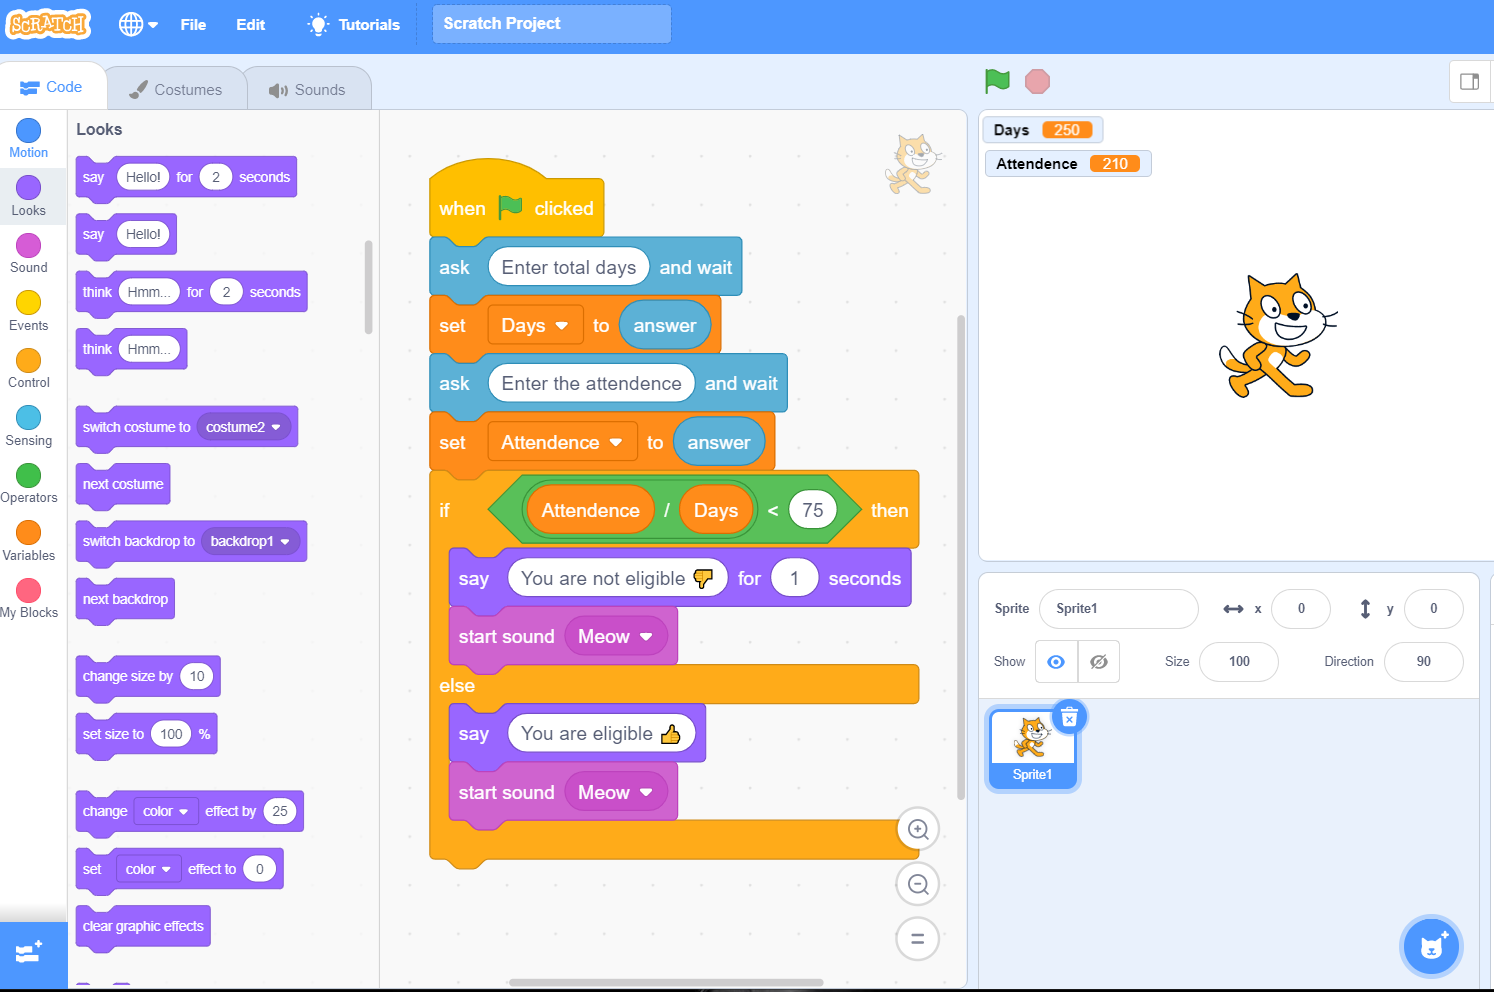 SCRATCH File Edit Tutorials Scratch Project
Code Costumes Sounds
Motion
Looks
Sound
Events
Control
Sensing
Operators
Variables
My Blocks
Looks
say Hello! for 2 seconds
say Hello!
think Hmm... for 2 seconds
think Hmm...
switch costume to costume2
next costume
switch backdrop to backdrop1
next backdrop
change size by 10
set size to 100 %
change color effect by 25
set color effect to 0
clear graphic effects
when clicked
ask Enter total days and wait
set Days to answer
ask Enter the attendence and wait
set Attendence to answer
if Attendence / Days < 75 then
say You are not eligible 👎 for 1 seconds
start sound Meow
else
say You are eligible 👍
start sound Meow
Days 250
Attendence 210
Sprite Sprite1 x 0 y 0
Show Size 100 Direction 90
Sprite1